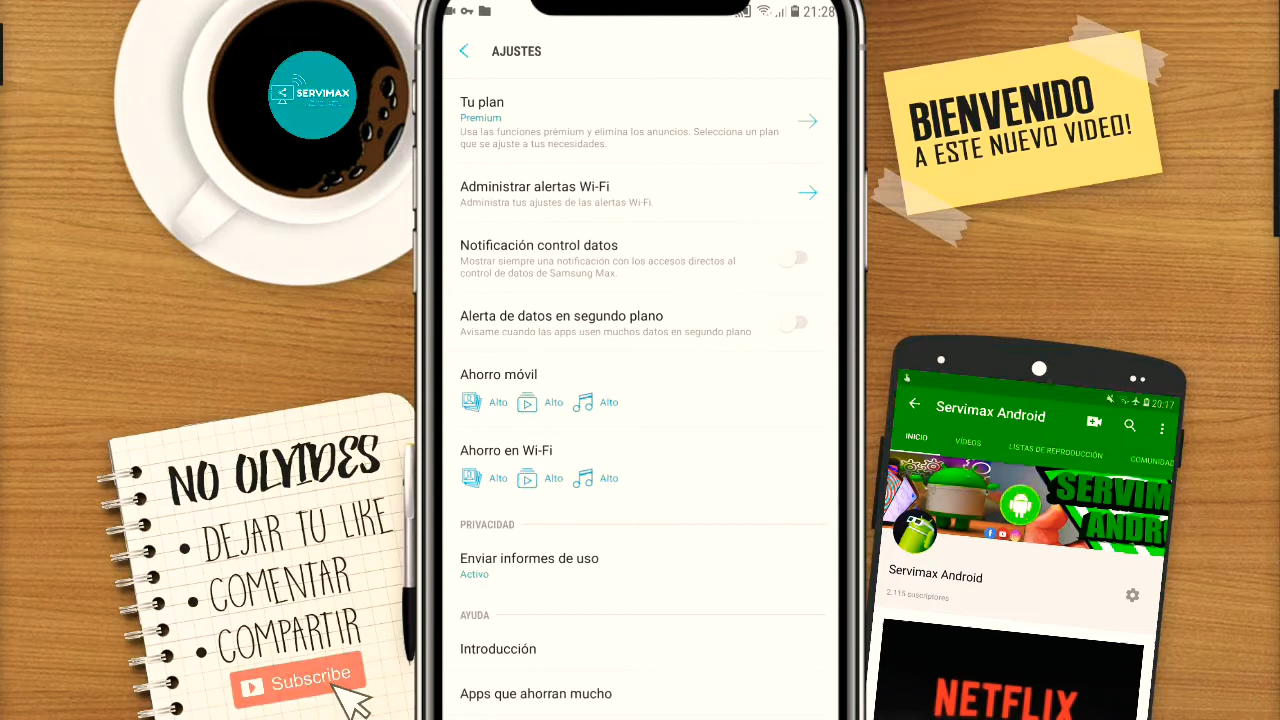 SERVIMAX
BIENVENIDO
A ESTE NUEVO VIDEO!
21:28
AJUSTES
Tu plan
Premium
Usa las funciones prémium y elimina los anuncios. Selecciona un plan
que se ajuste a tus necesidades.
Administrar alertas Wi-Fi
Administra tus ajustes de las alertas Wi-Fi.
Notificación control datos
Mostrar siempre una notificación con los accesos directos al
control de datos de Samsung Max.
Alerta de datos en segundo plano
Avísame cuando las apps usen muchos datos en segundo plano
Ahorro móvil
Alto Alto Alto
Ahorro en Wi-Fi
Alto Alto Alto
PRIVACIDAD
Enviar informes de uso
Activo
AYUDA
Introducción
Apps que ahorran mucho
NO OLVIDES
• DEJAR TU LIKE
• COMENTAR
• COMPARTIR
Subscribe
20:17
Servimax Android
INICIO VÍDEOS LISTAS DE REPRODUCCIÓN COMUNIDAD
SERVIM
ANDR
Servimax Android
2.115 suscriptores
NETFLIX